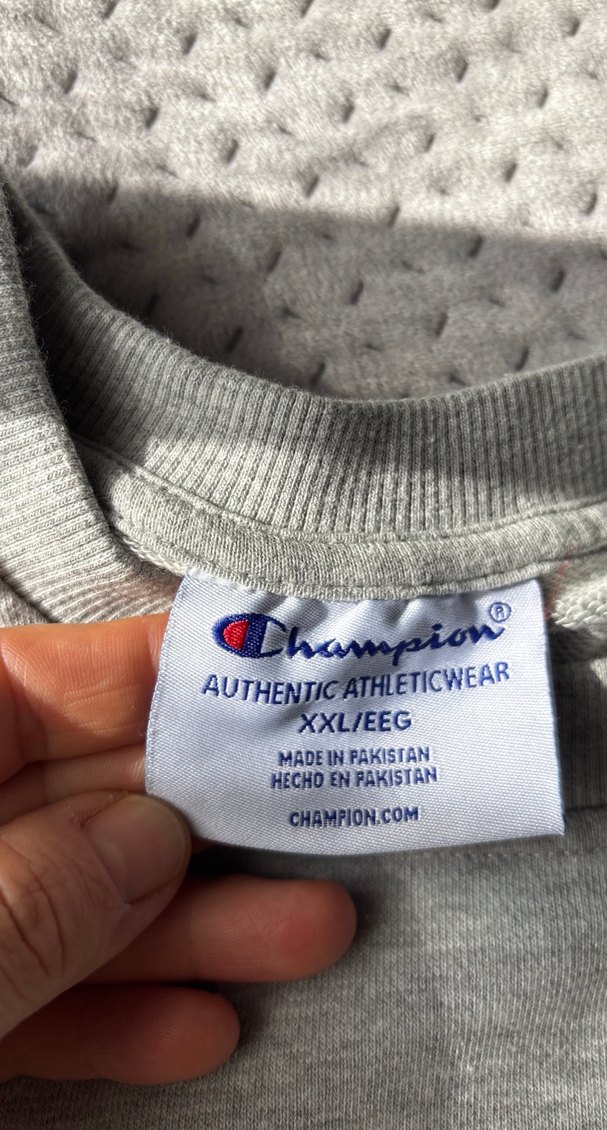 Champion®
AUTHENTIC ATHLETICWEAR
XXL/EEG
MADE IN PAKISTAN
HECHO EN PAKISTAN
CHAMPION.COM